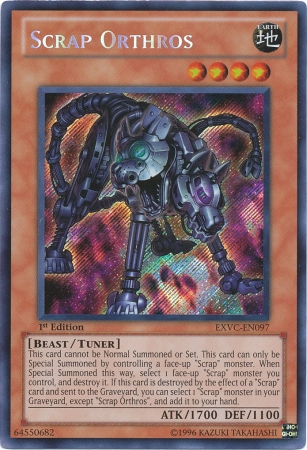 SCRAP ORTHROS
EARTH
地
1st Edition
EXVC-EN097
[BEAST / TUNER]
This card cannot be Normal Summoned or Set. This card can only be
Special Summoned by controlling a face-up "Scrap" monster. When
Summoned this way, select 1 face-up "Scrap" monster you
control, and destroy it. If this card is destroyed by the effect of a "Scrap"
card and sent to the Graveyard, you can select 1 "Scrap" monster in your
Graveyard, except "Scrap Orthros", and add it to your hand.
ATK/1700 DEF/1100
64550682
©1996 KAZUKI TAKAHASHI